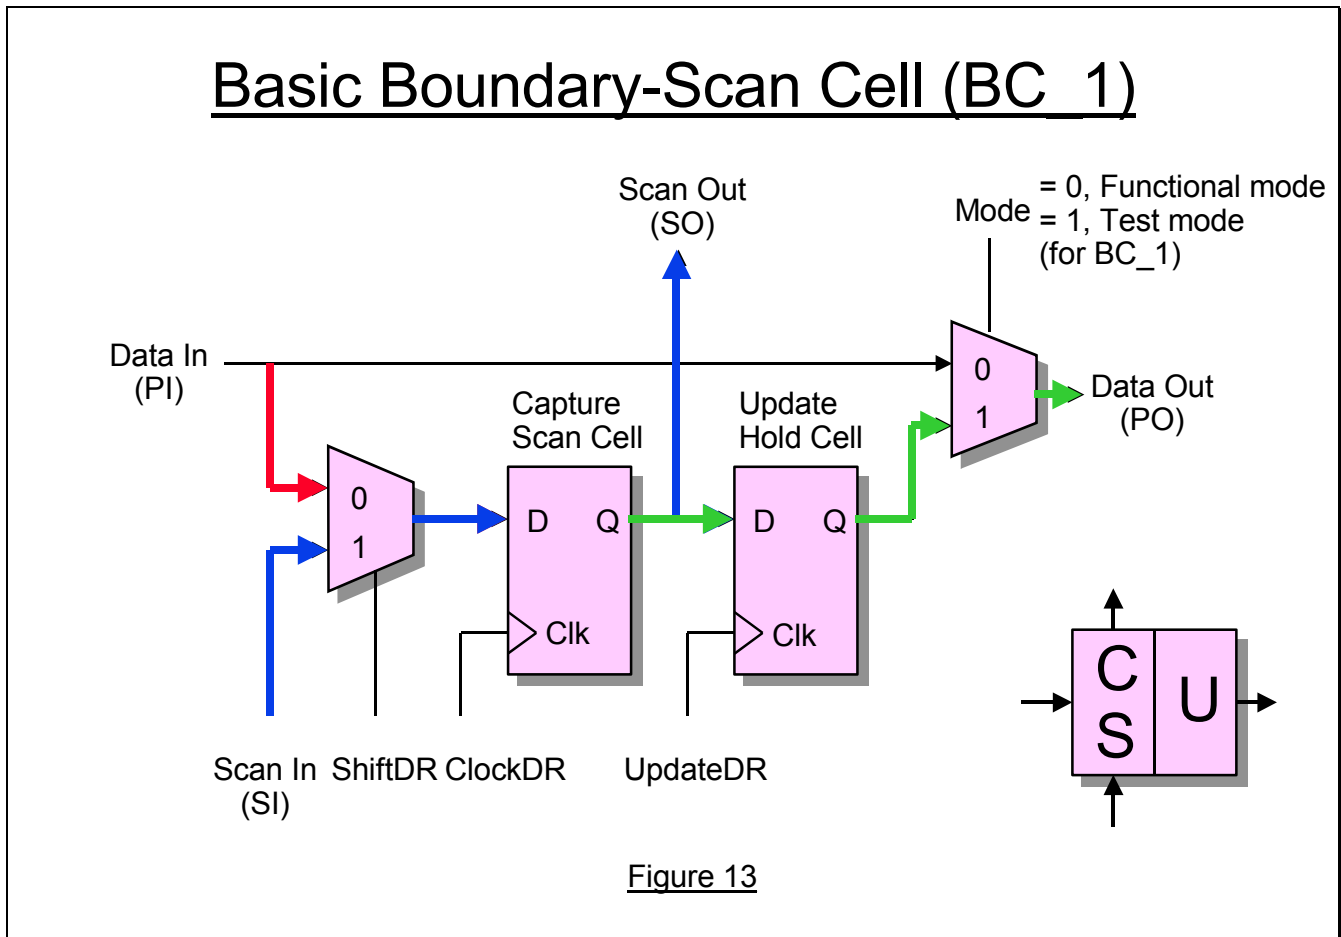 Basic Boundary-Scan Cell (BC_1)
Scan Out
(SO)
Mode
= 0, Functional mode
= 1, Test mode
(for BC_1)
Data In
(PI)
Capture
Scan Cell
Update
Hold Cell
0
1
Data Out
(PO)
0
1
D Q
Clk
D Q
Clk
C
S
U
Scan In
(SI)
ShiftDR
ClockDR
UpdateDR
Figure 13